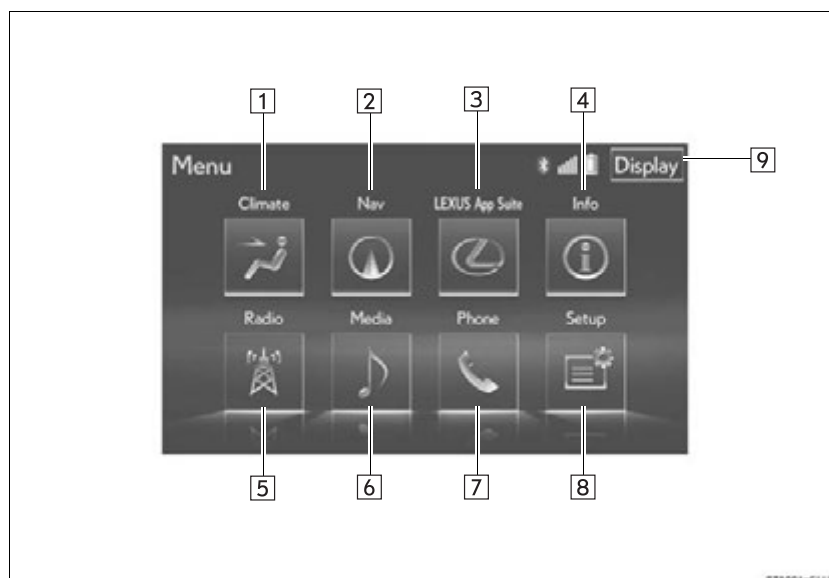 1 2 3 4
Menu Display 9
Climate Nav LEXUS App Suite Info
Radio Media Phone Setup
5 6 7 8